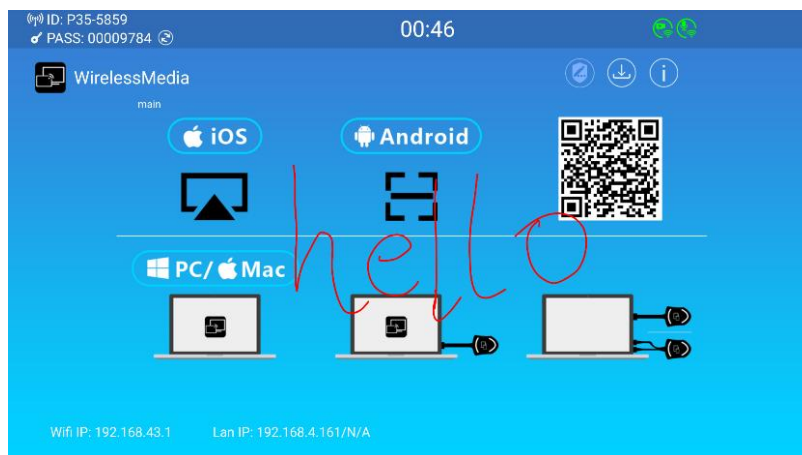 ID: P35-5859
PASS: 00009784
00:46
WirelessMedia
main
iOS
Android
hello
PC/ Mac
Wifi IP: 192.168.43.1 Lan IP: 192.168.4.161/N/A